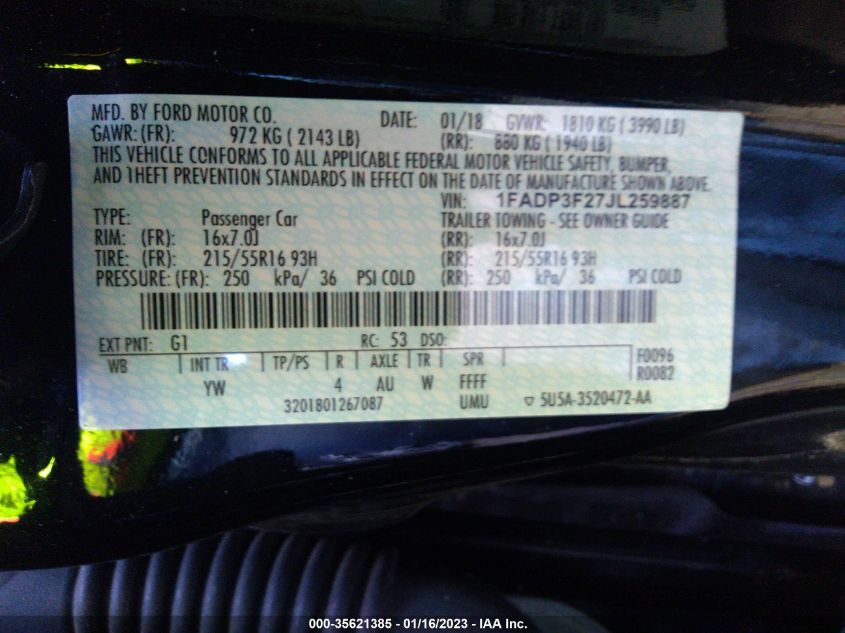 MFD. BY FORD MOTOR CO. DATE: 01/18 GVWR: 1810 KG ( 3990 LB)
GAWR: (FR): 972 KG ( 2143 LB) (RR): 880 KG ( 1940 LB)
THIS VEHICLE CONFORMS TO ALL APPLICABLE FEDERAL MOTOR VEHICLE SAFETY, BUMPER,
AND THEFT PREVENTION STANDARDS IN EFFECT ON THE DATE OF MANUFACTURE SHOWN ABOVE.
VIN: 1FADP3F27JL259887
TYPE: Passenger Car TRAILER TOWING - SEE OWNER GUIDE
RIM: (FR): 16x7.0J (RR): 16x7.0J
TIRE: (FR): 215/55R16 93H (RR): 215/55R16 93H
PRESSURE: (FR): 250 kPa/ 36 PSI COLD (RR): 250 kPa/ 36 PSI COLD
EXT PNT: G1 RC: 53 DSO:
WB INT TR TP/PS R AXLE TR SPR F0096
R0082
YW 4 AU W FFFF
3201801267087 UMU ▽ 5U5A-3520472-AA
000-35621385 - 01/16/2023 - IAA Inc.